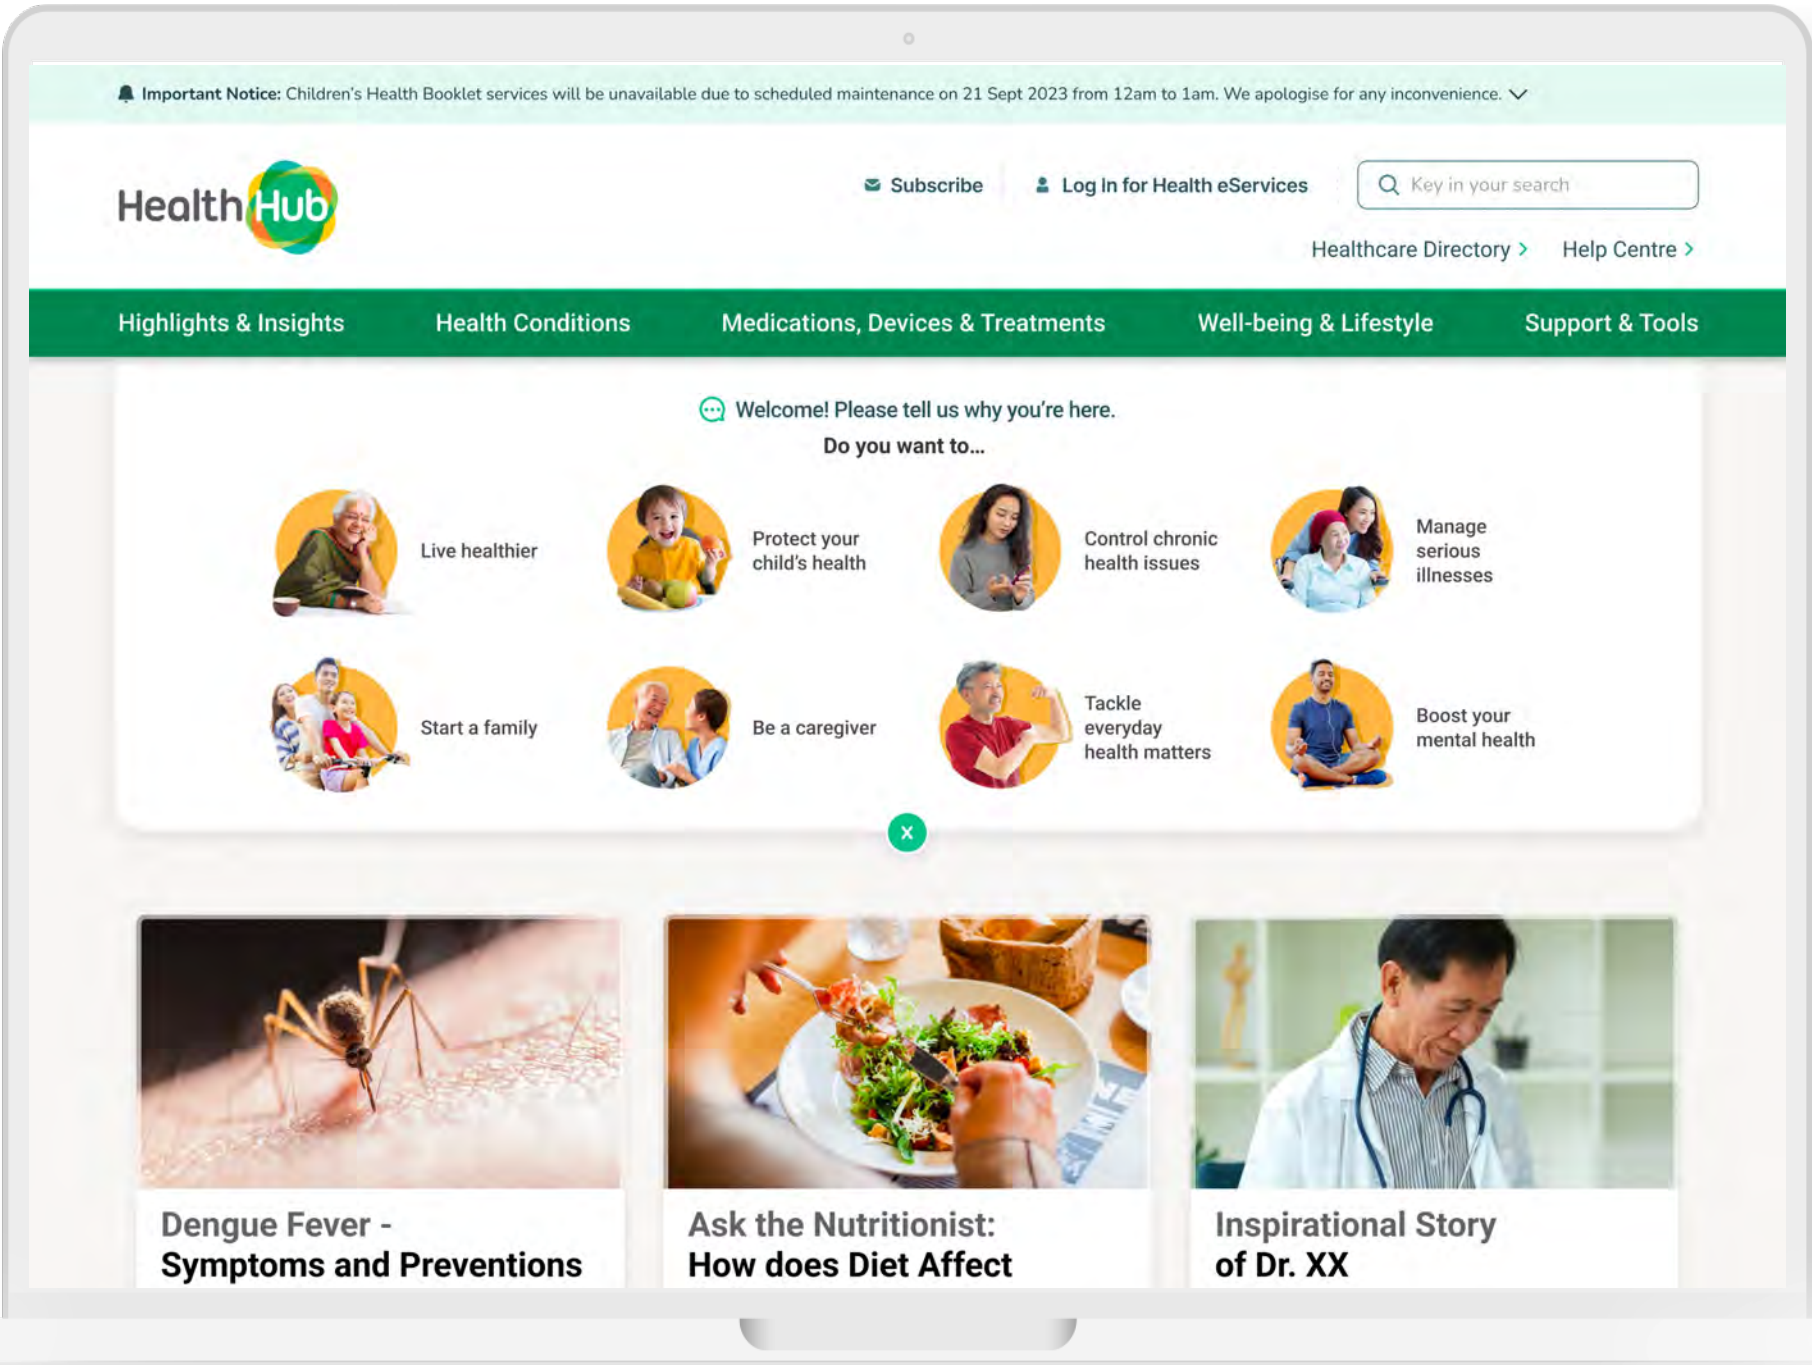 Important Notice: Children's Health Booklet services will be unavailable due to scheduled maintenance on 21 Sept 2023 from 12am to 1am. We apologise for any inconvenience.
HealthHub
Subscribe
Log in for Health eServices
Key in your search
Healthcare Directory >
Help Centre >
Highlights & Insights
Health Conditions
Medications, Devices & Treatments
Well-being & Lifestyle
Support & Tools
Welcome! Please tell us why you're here.
Do you want to...
Live healthier
Protect your
child's health
Control chronic
health issues
Manage
serious
illnesses
Start a family
Be a caregiver
Tackle
everyday
health matters
Boost your
mental health
x
Dengue Fever -
Symptoms and Preventions
Ask the Nutritionist:
How does Diet Affect
Inspirational Story
of Dr. XX